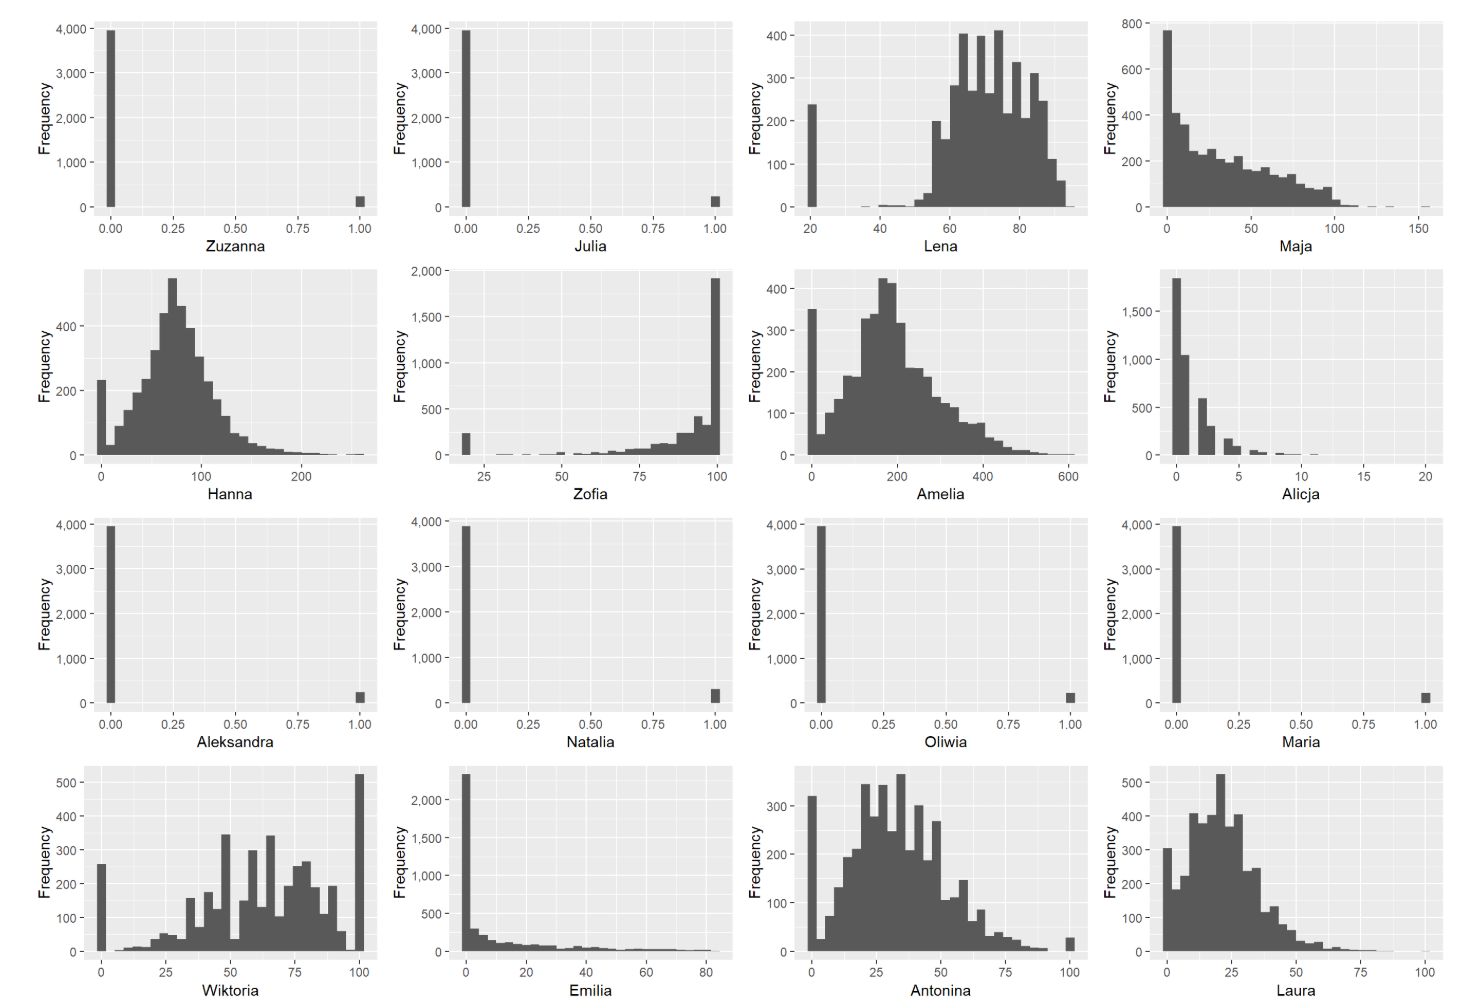 4,000
3,000
2,000
1,000
0
Frequency
0.00 0.25 0.50 0.75 1.00
Zuzanna
4,000
3,000
2,000
1,000
0
Frequency
0.00 0.25 0.50 0.75 1.00
Julia
400
300
200
100
0
Frequency
20 40 60 80
Lena
800
600
400
200
0
Frequency
0 50 100 150
Maja
400
200
0
Frequency
0 100 200
Hanna
2,000
1,500
1,000
500
0
Frequency
25 50 75 100
Zofia
400
300
200
100
0
Frequency
0 200 400 600
Amelia
1,500
1,000
500
0
Frequency
0 5 10 15 20
Alicja
4,000
3,000
2,000
1,000
0
Frequency
0.00 0.25 0.50 0.75 1.00
Aleksandra
4,000
3,000
2,000
1,000
0
Frequency
0.00 0.25 0.50 0.75 1.00
Natalia
4,000
3,000
2,000
1,000
0
Frequency
0.00 0.25 0.50 0.75 1.00
Oliwia
4,000
3,000
2,000
1,000
0
Frequency
0.00 0.25 0.50 0.75 1.00
Maria
500
400
300
200
100
0
Frequency
0 25 50 75 100
Wiktoria
2,000
1,500
1,000
500
0
Frequency
0 20 40 60 80
Emilia
300
200
100
0
Frequency
0 25 50 75 100
Antonina
500
400
300
200
100
0
Frequency
0 25 50 75 100
Laura